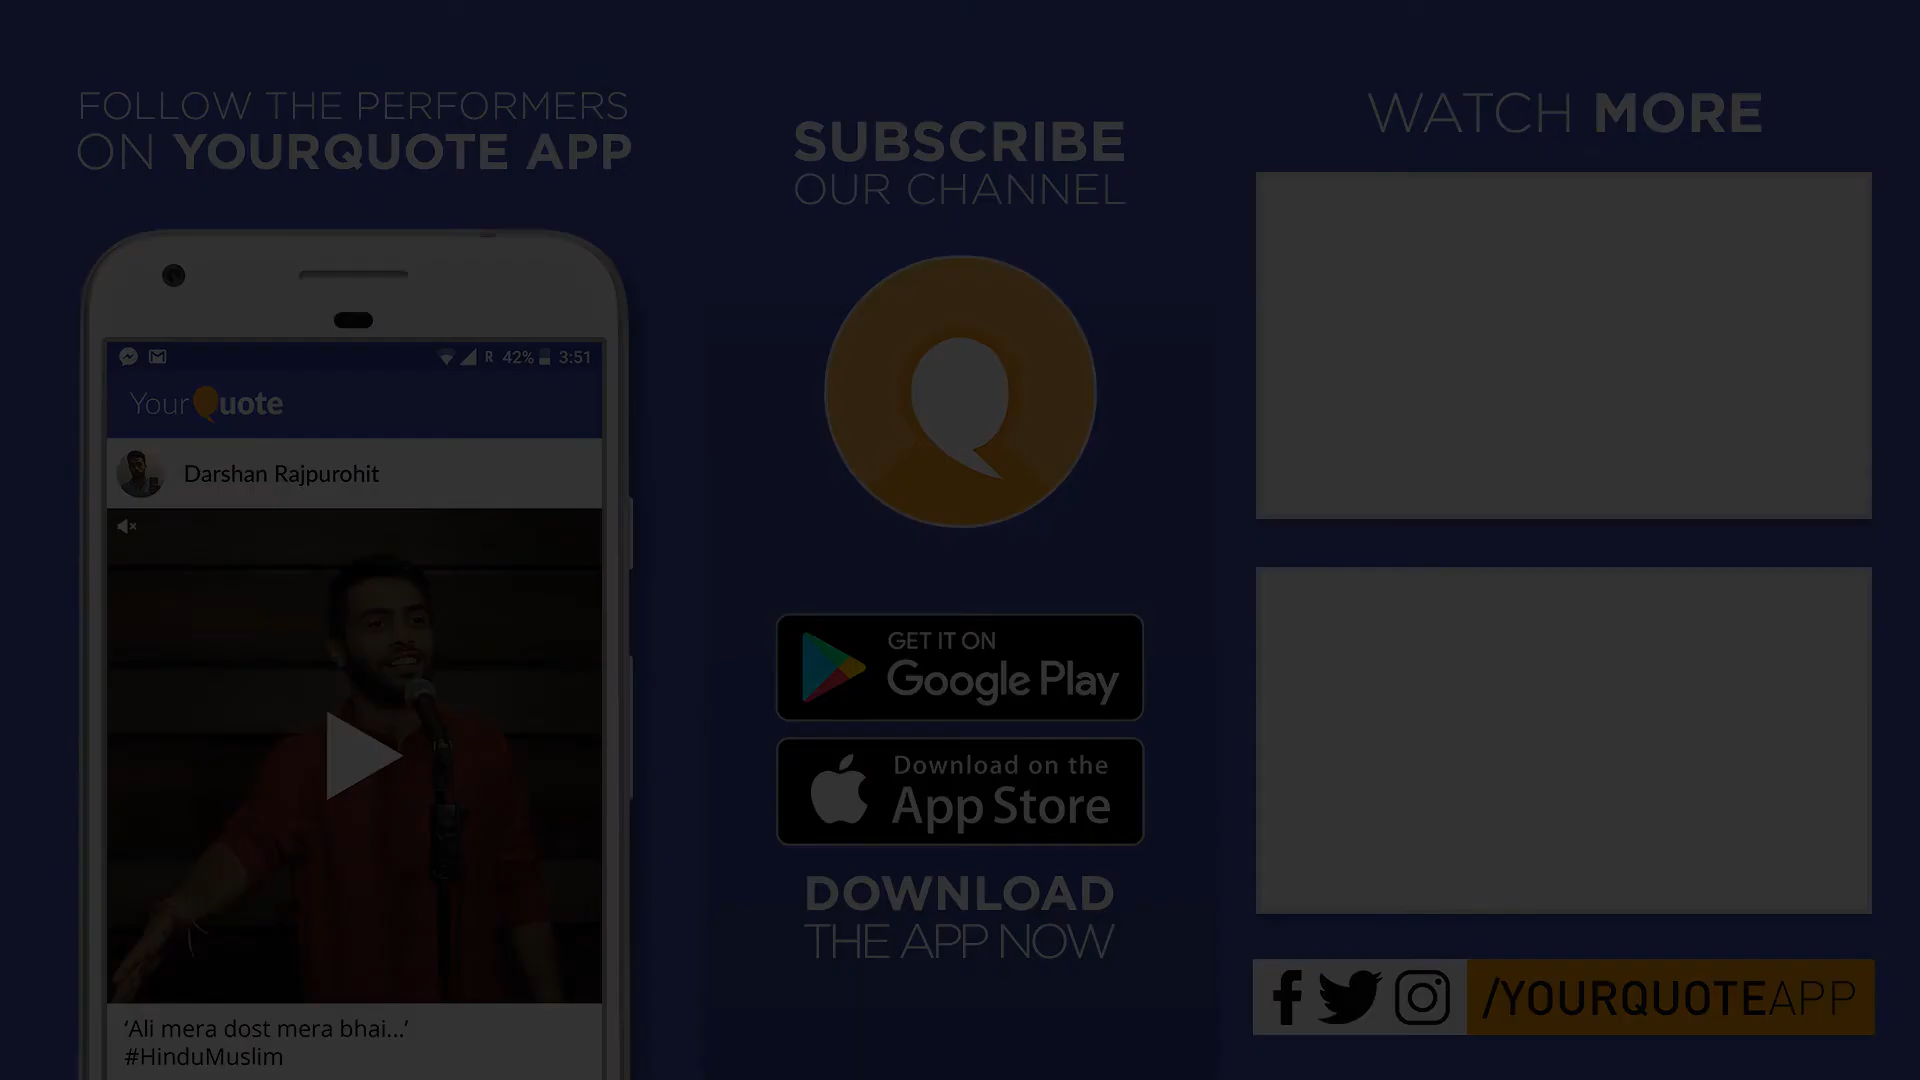 FOLLOW THE PERFORMERS
ON YOURQUOTE APP
R 42% 3:51
YourQuote
Darshan Rajpurohit
‘Ali mera dost mera bhai...’
#HinduMuslim
SUBSCRIBE
OUR CHANNEL
GET IT ON
Google Play
Download on the
App Store
DOWNLOAD
THE APP NOW
WATCH MORE
/YOURQUOTEAPP